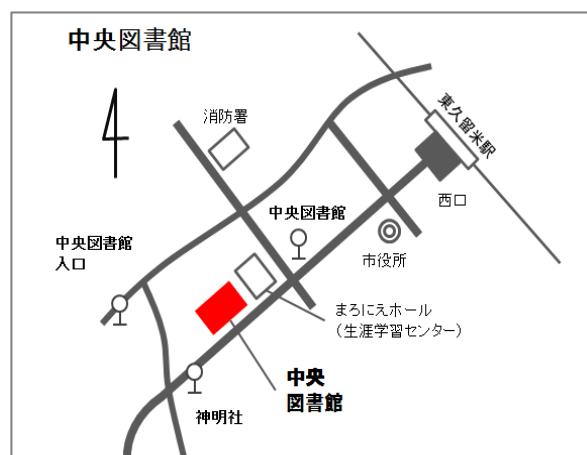 中央図書館
消防署
東久留米駅
西口
中央図書館
中央図書館
入口
市役所
まろにえホール
（生涯学習センター）
中央
図書館
神明社